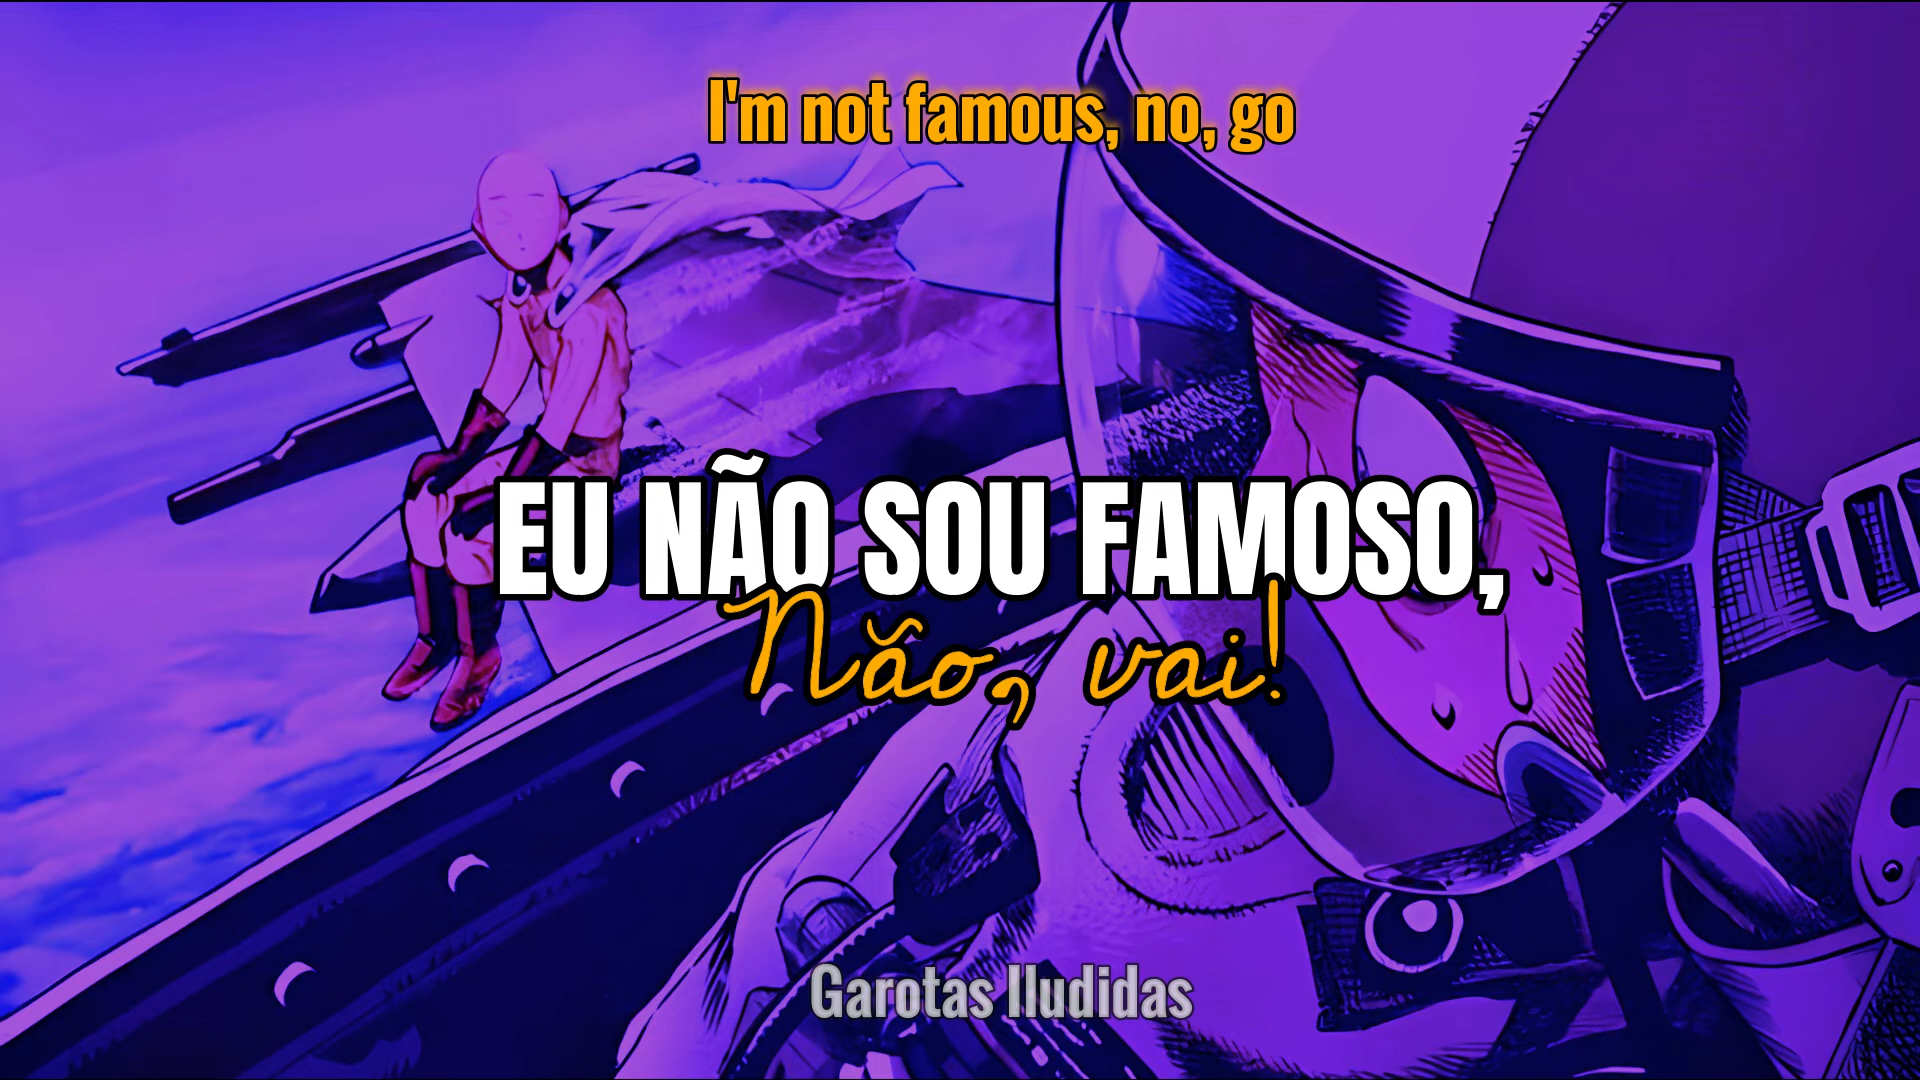 I'm not famous, no, go
EU NÃO SOU FAMOSO,
Não, vai!
Garotas Iludidas